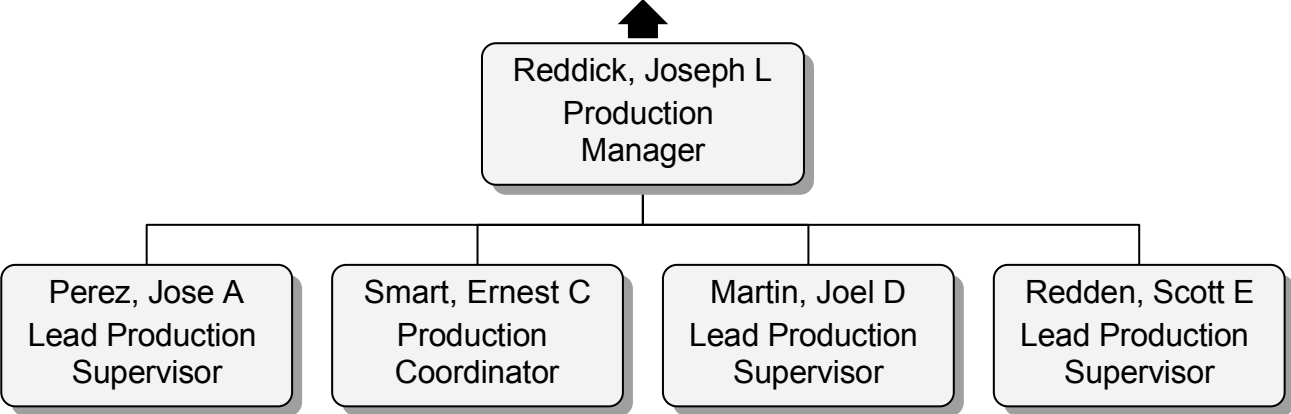 Reddick, Joseph L
Production
Manager
Perez, Jose A
Lead Production
Supervisor
Smart, Ernest C
Production
Coordinator
Martin, Joel D
Lead Production
Supervisor
Redden, Scott E
Lead Production
Supervisor